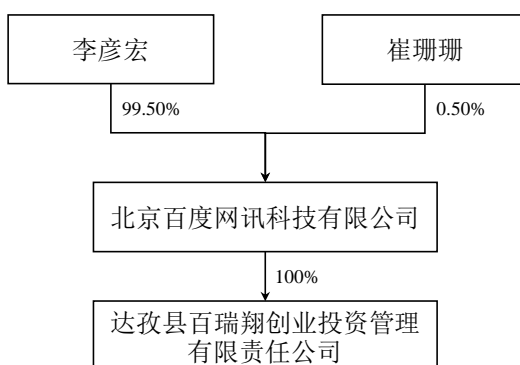 李彦宏
崔珊珊
99.50%
0.50%
北京百度网讯科技有限公司
100%
达孜县百瑞翔创业投资管理
有限责任公司